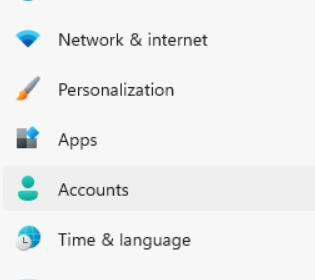 Network & internet
Personalization
Apps
Accounts
Time & language